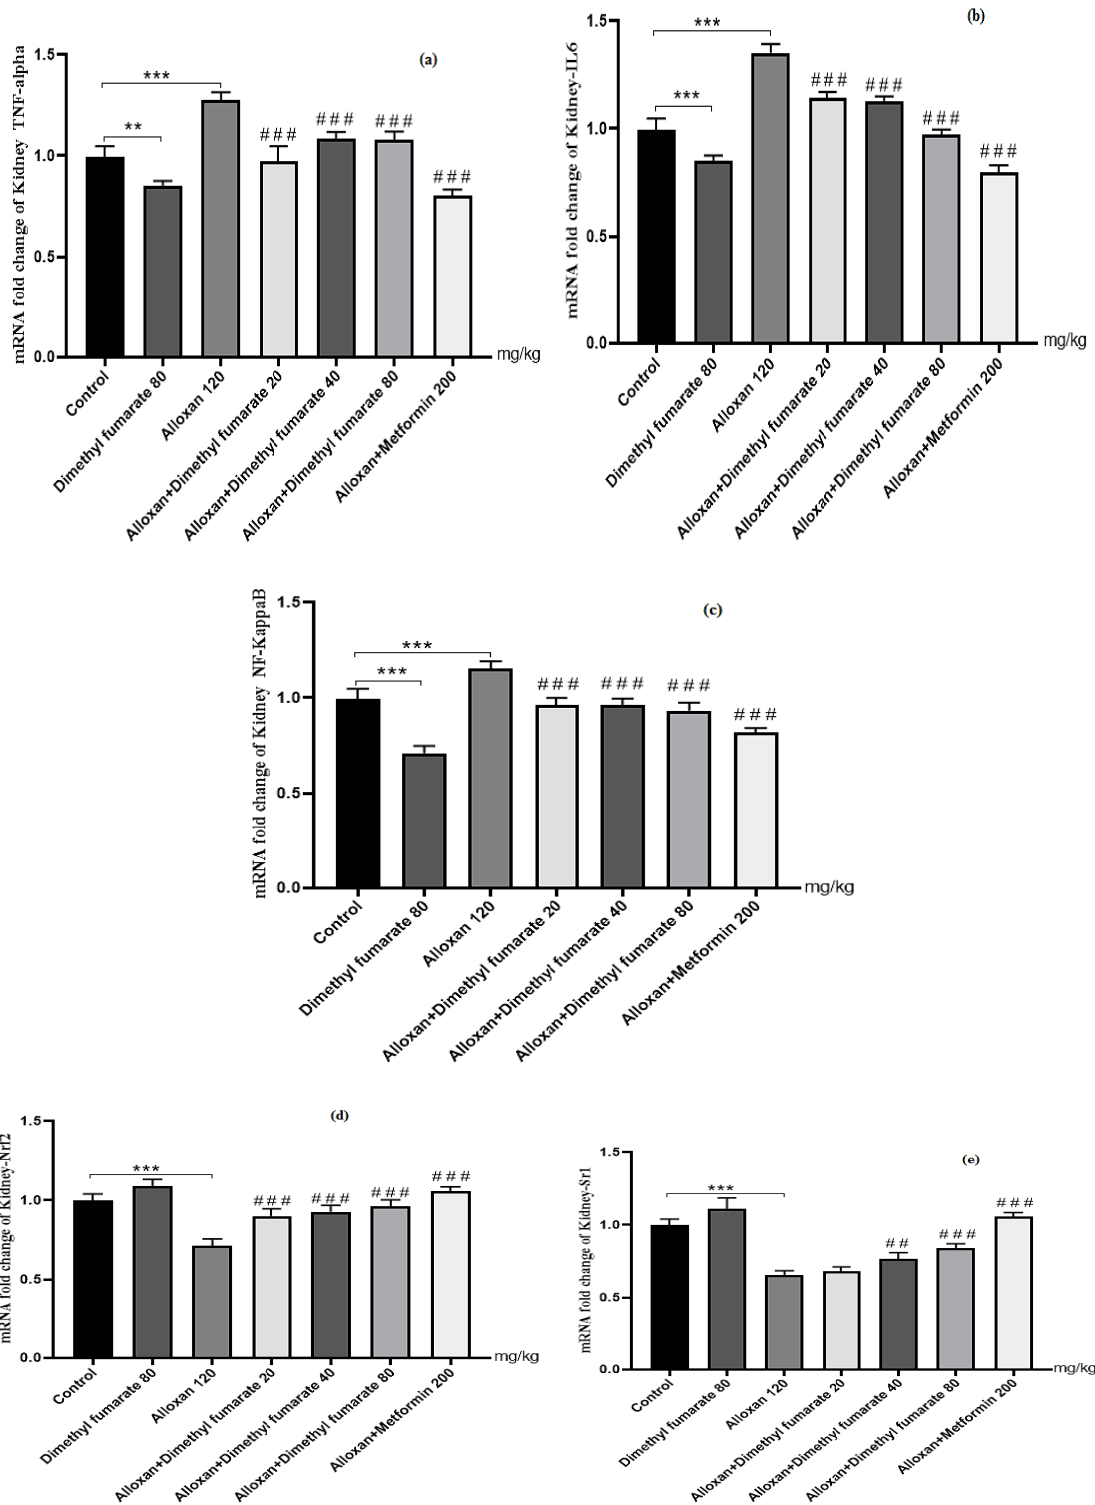 (a)
mRNA fold change of Kidney TNF-alpha
1.5
1.0
0.5
0.0
***
**
###
###
###
###
mg/kg
Control
Dimethyl fumarate 80
Alloxan 120
Alloxan+Dimethyl fumarate 20
Alloxan+Dimethyl fumarate 40
Alloxan+Dimethyl fumarate 80
Alloxan+Metformin 200
(b)
mRNA fold change of Kidney-IL6
1.5
1.0
0.5
0.0
***
***
###
###
###
###
mg/kg
Control
Dimethyl fumarate 80
Alloxan 120
Alloxan+Dimethyl fumarate 20
Alloxan+Dimethyl fumarate 40
Alloxan+Dimethyl fumarate 80
Alloxan+Metformin 200
(c)
mRNA fold change of Kidney NF-KappaB
1.5
1.0
0.5
0.0
***
***
###
###
###
###
mg/kg
Control
Dimethyl fumarate 80
Alloxan 120
Alloxan+Dimethyl fumarate 20
Alloxan+Dimethyl fumarate 40
Alloxan+Dimethyl fumarate 80
Alloxan+Metformin 200
(d)
mRNA fold change of Kidney-Nrf2
1.5
1.0
0.5
0.0
***
###
###
###
###
mg/kg
Control
Dimethyl fumarate 80
Alloxan 120
Alloxan+Dimethyl fumarate 20
Alloxan+Dimethyl fumarate 40
Alloxan+Dimethyl fumarate 80
Alloxan+Metformin 200
(e)
mRNA fold change of Kidney-Sr1
1.5
1.0
0.5
0.0
***
##
###
###
mg/kg
Control
Dimethyl fumarate 80
Alloxan 120
Alloxan+Dimethyl fumarate 20
Alloxan+Dimethyl fumarate 40
Alloxan+Dimethyl fumarate 80
Alloxan+Metformin 200